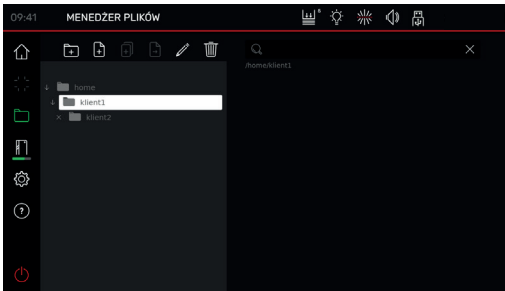 09:41 MENEDŻER PLIKÓW
/home/klient1
home
klient1
klient2